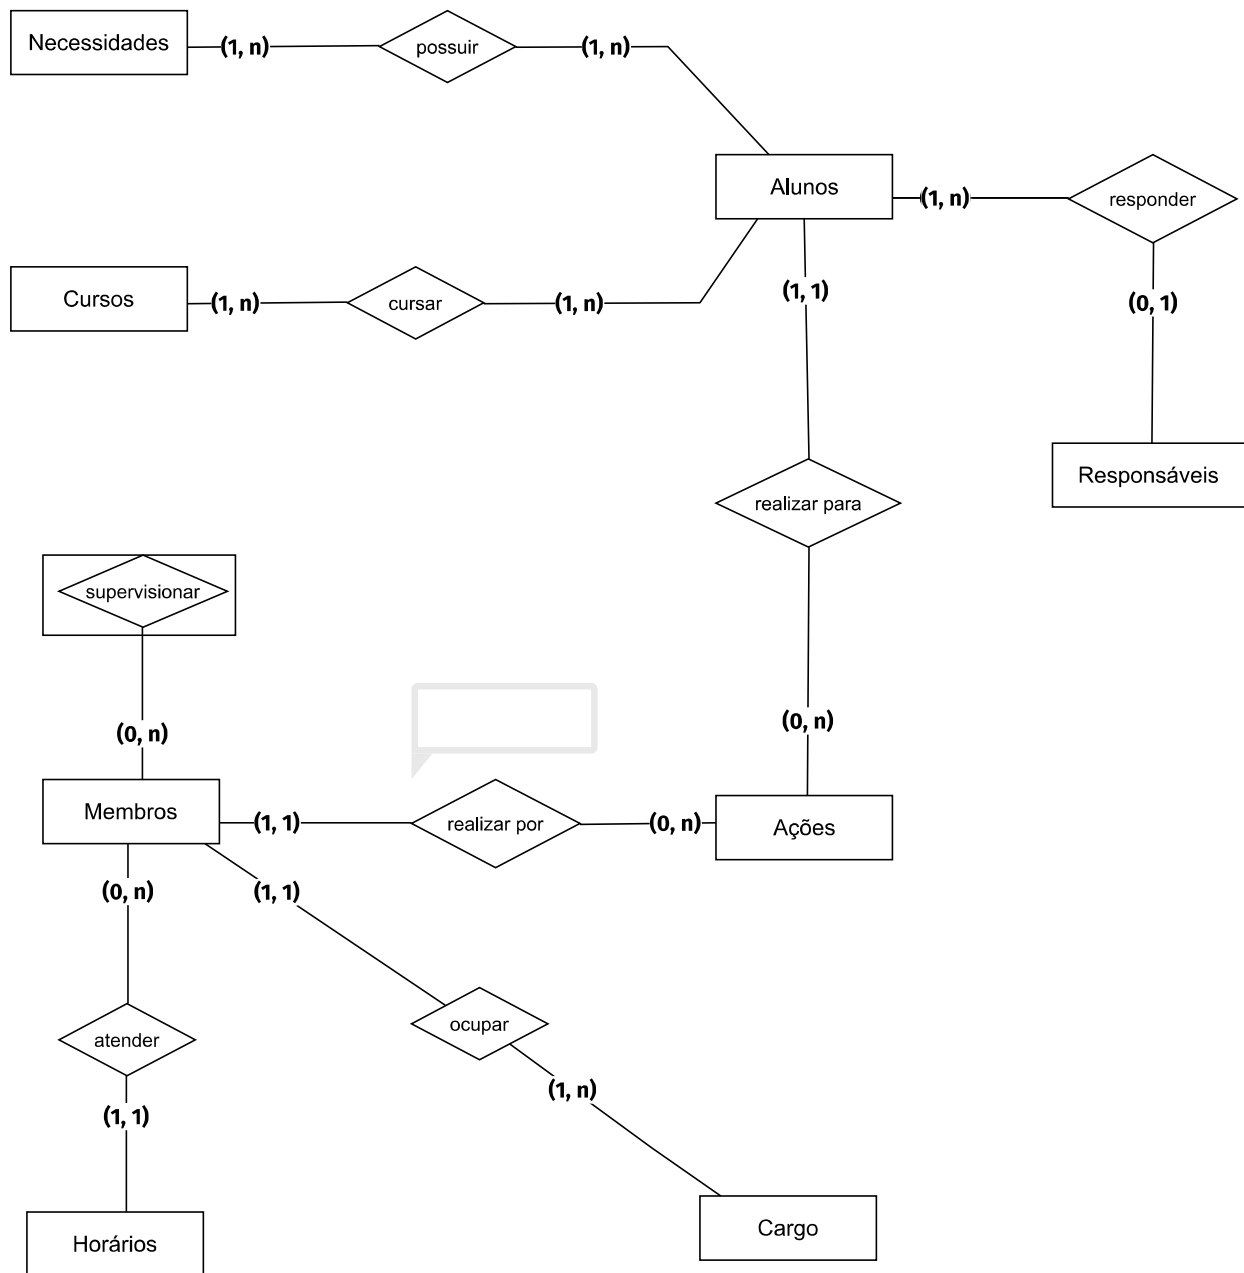 Necessidades
(1, n)
possuir
(1, n)
Alunos
(1, n)
responder
Cursos
(1, n)
cursar
(1, n)
(1, 1)
(0, 1)
Responsáveis
realizar para
supervisionar
(0, n)
(0, n)
Membros
(1, 1)
realizar por
(0, n)
Ações
(0, n)
(1, 1)
atender
ocupar
(1, 1)
(1, n)
Horários
Cargo